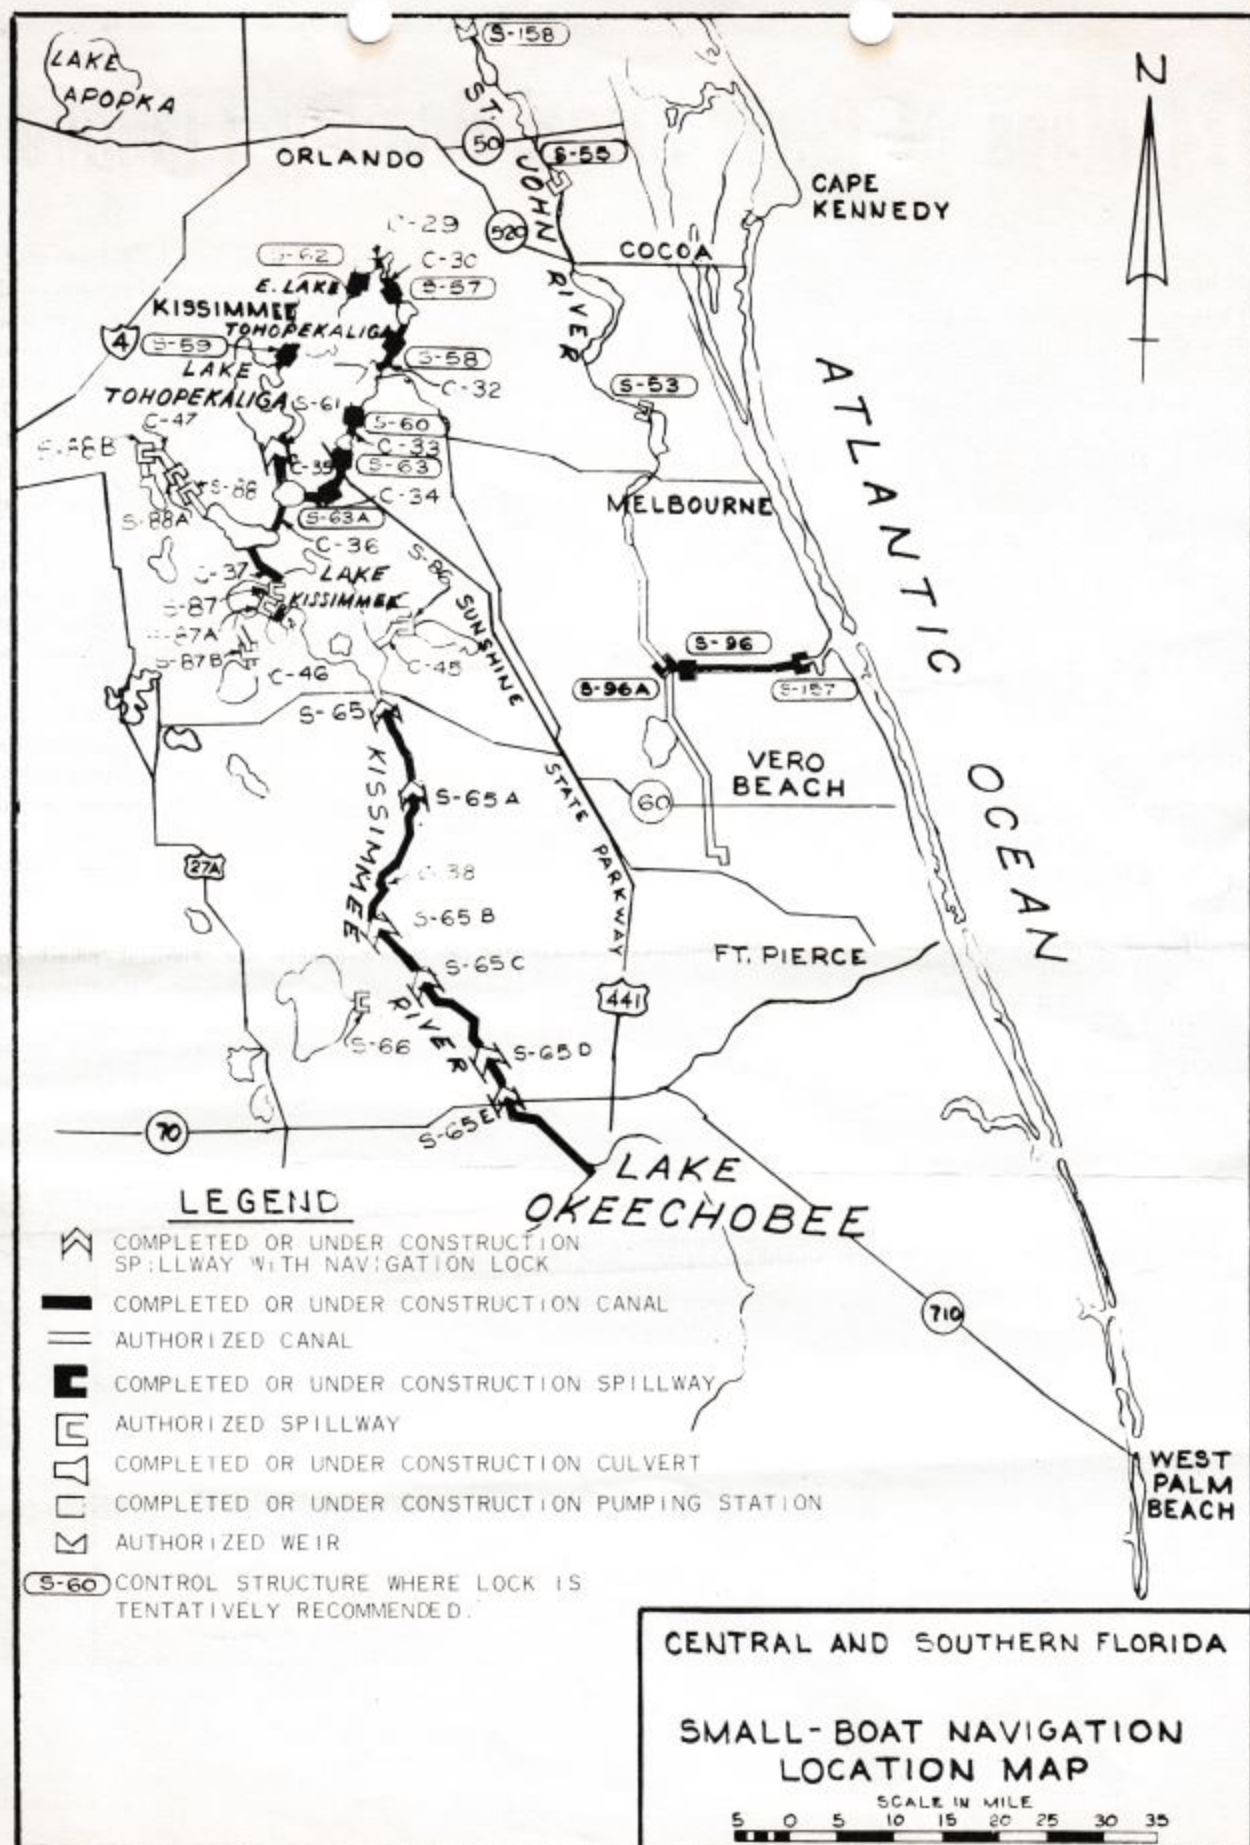 S-158
LAKE
APOPKA
N
ST. JOHN RIVER
50
ORLANDO
S-55
CAPE
KENNEDY
C-29
520
COCOA
S-62
C-30
E. LAKE
S-57
KISSIMMEE
TOHOPEKALIGA
4
S-59
S-58
LAKE
C-32
S-53
TOHOPEKALIGA
S-61
C-47
S-60
S-88B
C-33
C-35
S-63
S-88
C-34
MELBOURNE
S-88A
S-63A
C-36
S-86
C-37
LAKE
KISSIMMEE
S-87
S-87A
S-87B
C-46
C-45
S-96
S-96A
S-157
SUNSHINE STATE PARKWAY
ATLANTIC OCEAN
S-65
VERO
BEACH
60
KISSIMMEE RIVER
S-65A
27A
C-38
S-65B
S-65C
FT. PIERCE
441
S-66
S-65D
S-65E
70
LAKE
OKEECHOBEE
710
WEST
PALM
BEACH
LEGEND
COMPLETED OR UNDER CONSTRUCTION
SPILLWAY WITH NAVIGATION LOCK
COMPLETED OR UNDER CONSTRUCTION CANAL
AUTHORIZED CANAL
COMPLETED OR UNDER CONSTRUCTION SPILLWAY
AUTHORIZED SPILLWAY
COMPLETED OR UNDER CONSTRUCTION CULVERT
COMPLETED OR UNDER CONSTRUCTION PUMPING STATION
AUTHORIZED WEIR
S-60 CONTROL STRUCTURE WHERE LOCK IS
TENTATIVELY RECOMMENDED.
CENTRAL AND SOUTHERN FLORIDA
SMALL-BOAT NAVIGATION
LOCATION MAP
SCALE IN MILE
5 0 5 10 15 20 25 30 35